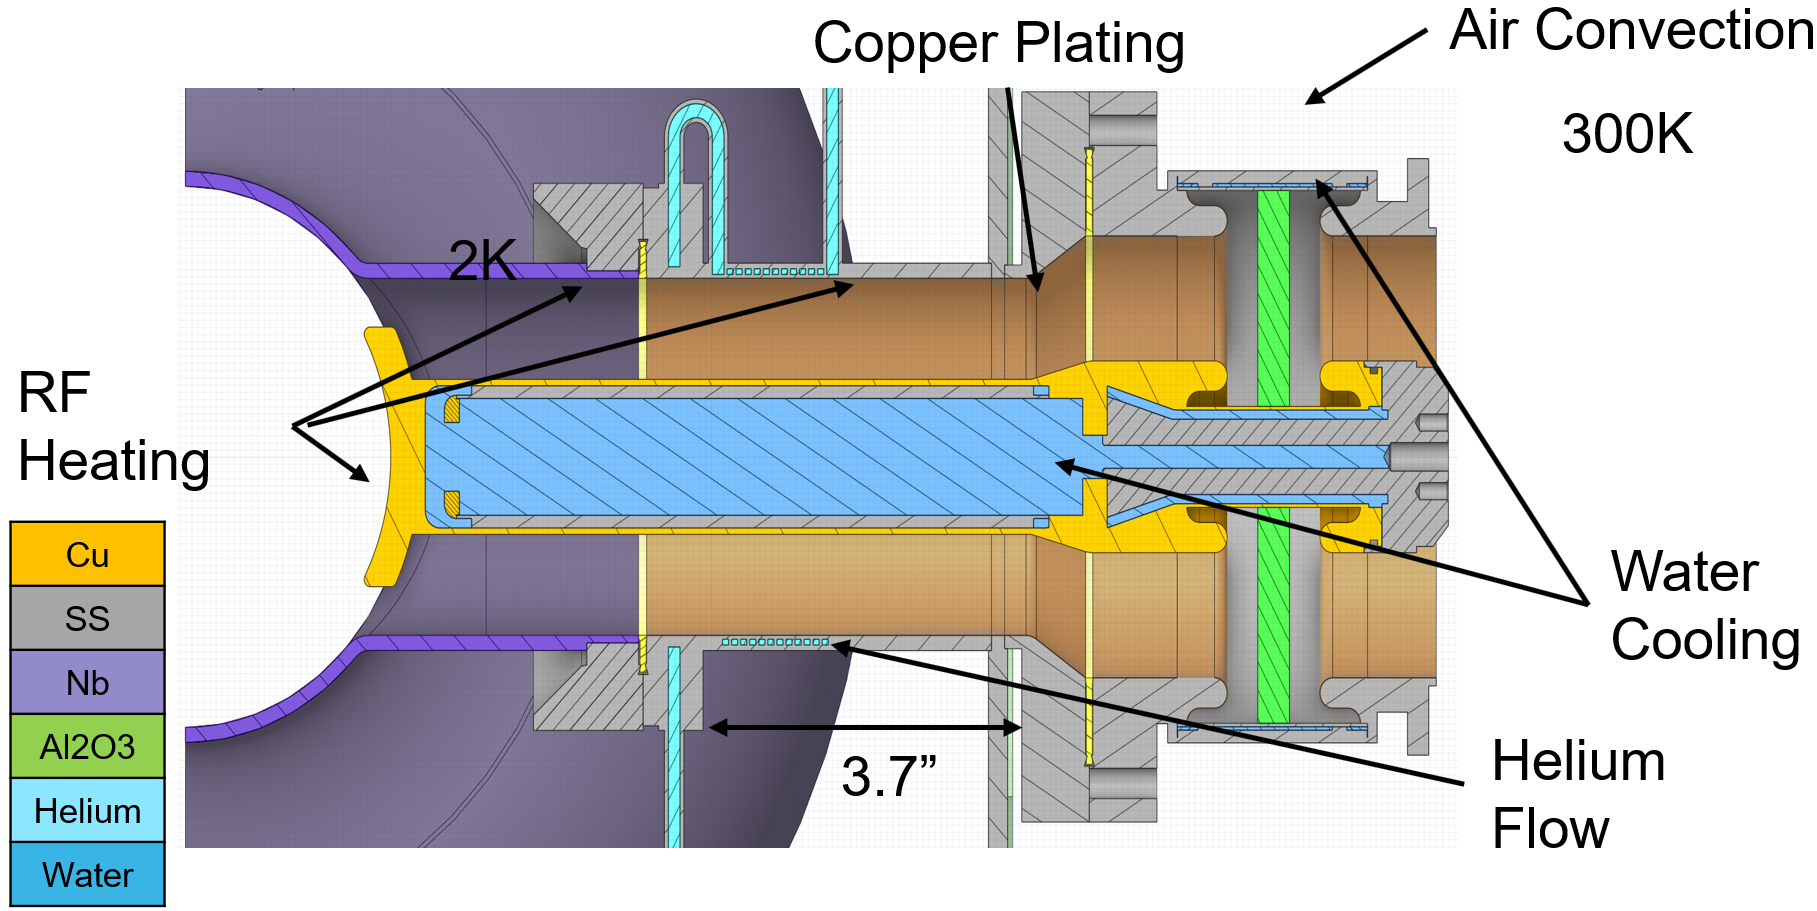 Copper Plating
Air Convection
300K
2K
RF
Heating
Cu
SS
Nb
Al2O3
Helium
Water
Water
Cooling
3.7”
Helium
Flow